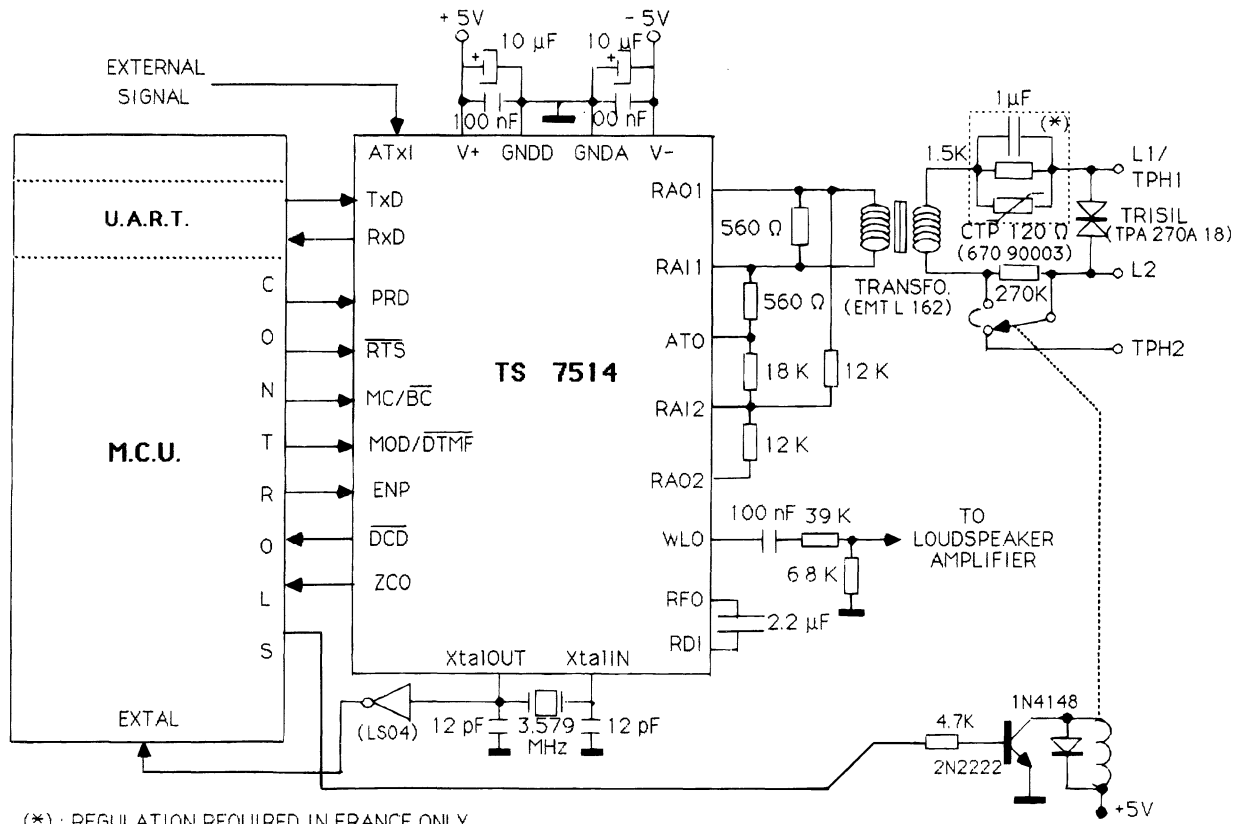 +5V
-5V
10 µF
10 µF
EXTERNAL
SIGNAL
100 nF
00 nF
1µF
(*)
ATxI
V+
GNDD
GNDA
V-
1.5K
L1/
TPH1
U.A.R.T.
TxD
RxD
RAO1
560 Ω
CTP 120 Ω
(670 90003)
TRISIL
(TPA 270A 18)
RAI1
TRANSFO.
(EMT L 162)
270K
L2
C
O
N
T
R
O
L
S
PRD
RTS
MC/BC
MOD/DTMF
ENP
DCD
ZCO
560 Ω
ATO
TPH2
TS 7514
18 K
12 K
RAI2
M.C.U.
12 K
RAO2
100 nF
39 K
WLO
TO
LOUDSPEAKER
AMPLIFIER
68 K
RFO
2.2 µF
RDI
XtalOUT
XtalIN
EXTAL
(LS04)
12 pF
3.579
MHz
12 pF
1N4148
4.7K
2N2222
+5V
(*) : REGULATION REQUIRED IN FRANCE ONLY